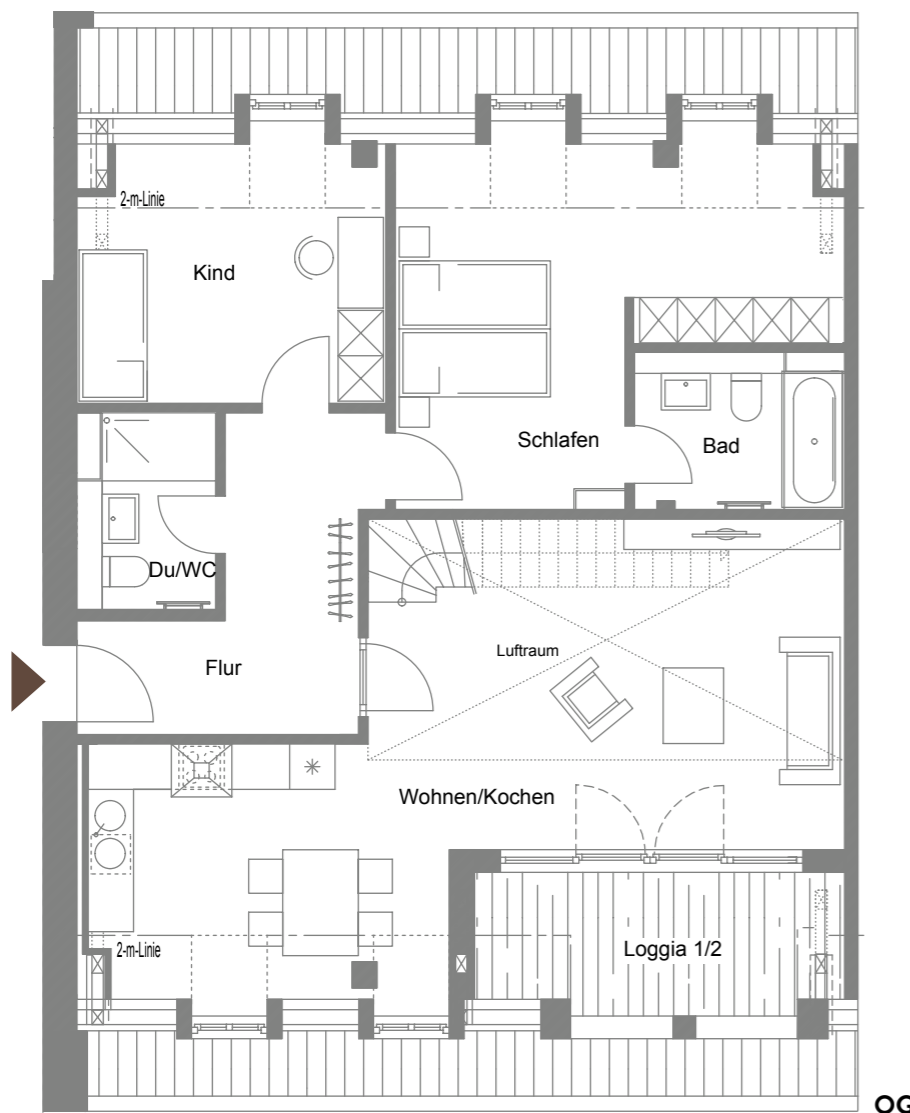 2-m-Linie
Kind
Schlafen
Bad
Du/WC
Luftraum
Flur
Wohnen/Kochen
2-m-Linie
Loggia 1/2
OG